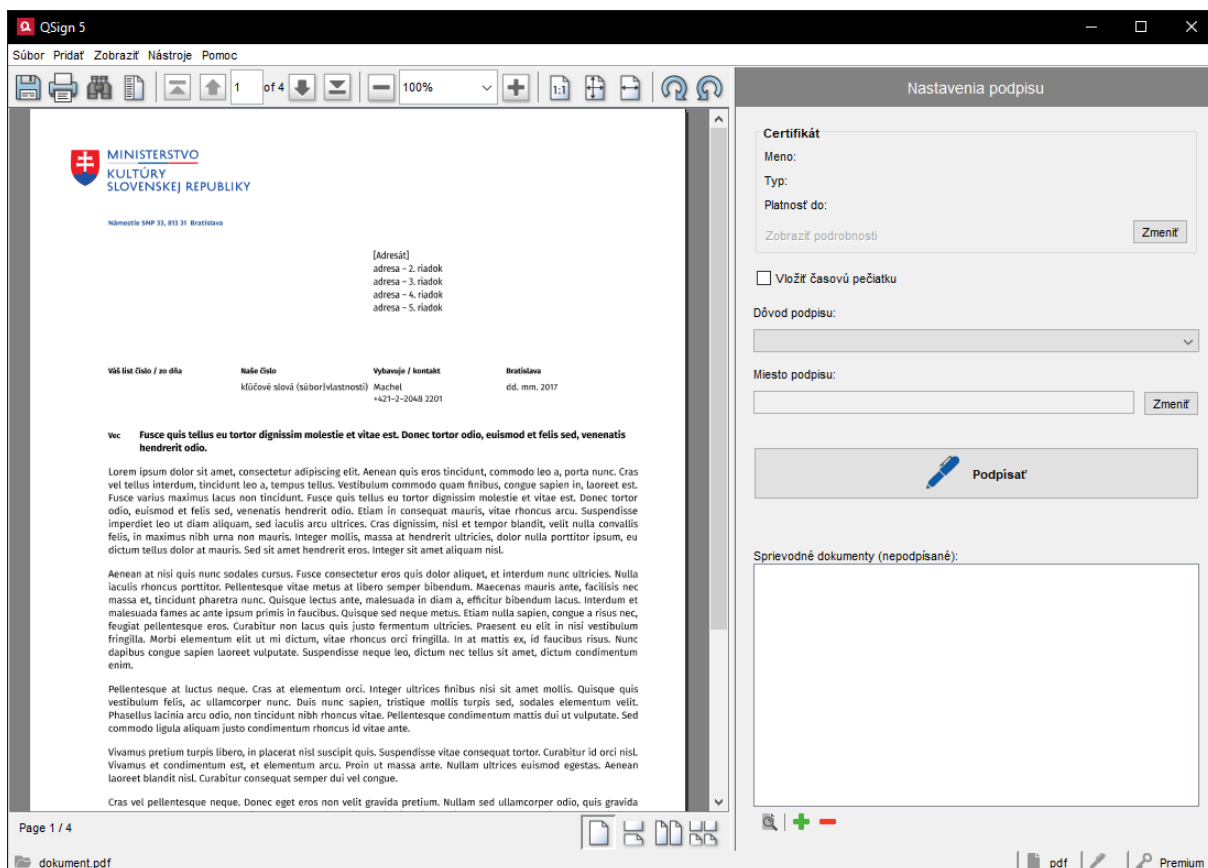 QSign 5
Súbor Pridať Zobraziť Nástroje Pomoc
1 of 4 100% 1:1
Nastavenia podpisu
MINISTERSTVO
KULTÚRY
SLOVENSKEJ REPUBLIKY
Námestie SNP 33, 813 31 Bratislava
[Adresát]
adresa – 2. riadok
adresa – 3. riadok
adresa – 4. riadok
adresa – 5. riadok
Váš list číslo / zo dňa Naše číslo Vybavuje / kontakt Bratislava
kľúčové slová (súbor|vlastnosti) Machel dd. mm. 2017
+421–2–2048 2201
Vec Fusce quis tellus eu tortor dignissim molestie et vitae est. Donec tortor odio, euismod et felis sed, venenatis
hendrerit odio.
Lorem ipsum dolor sit amet, consectetur adipiscing elit. Aenean quis eros tincidunt, commodo leo a, porta nunc. Cras
vel tellus interdum, tincidunt leo a, tempus tellus. Vestibulum commodo quam finibus, congue sapien in, laoreet est.
Fusce varius maximus lacus non tincidunt. Fusce quis tellus eu tortor dignissim molestie et vitae est. Donec tortor
odio, euismod et felis sed, venenatis hendrerit odio. Etiam in consequat mauris, vitae rhoncus arcu. Suspendisse
imperdiet leo ut diam aliquam, sed iaculis arcu ultrices. Cras dignissim, nisl et tempor blandit, velit nulla convallis
felis, in maximus nibh urna non mauris. Integer mollis, massa at hendrerit ultricies, dolor nulla porttitor ipsum, eu
dictum tellus dolor at mauris. Sed sit amet hendrerit eros. Integer sit amet aliquam nisl.
Aenean at nisi quis nunc sodales cursus. Fusce consectetur eros quis dolor aliquet, et interdum nunc ultricies. Nulla
iaculis rhoncus porttitor. Pellentesque vitae metus at libero semper bibendum. Maecenas mauris ante, facilisis nec
massa et, tincidunt pharetra nunc. Quisque lectus ante, malesuada in diam a, efficitur bibendum lacus. Interdum et
malesuada fames ac ante ipsum primis in faucibus. Quisque sed neque metus. Etiam nulla sapien, congue a risus nec,
feugiat pellentesque eros. Curabitur non lacus quis justo fermentum ultricies. Praesent eu elit in nisi vestibulum
fringilla. Morbi elementum elit ut mi dictum, vitae rhoncus orci fringilla. In at mattis ex, id faucibus risus. Nunc
dapibus congue sapien laoreet vulputate. Suspendisse neque leo, dictum nec tellus sit amet, dictum condimentum
enim.
Pellentesque at luctus neque. Cras at elementum orci. Integer ultrices finibus nisi sit amet mollis. Quisque quis
vestibulum felis, ac ullamcorper nunc. Duis nunc sapien, tristique mollis turpis sed, sodales elementum velit.
Phasellus lacinia arcu odio, non tincidunt nibh rhoncus vitae. Pellentesque condimentum mattis dui ut vulputate. Sed
commodo ligula aliquam justo condimentum rhoncus id vitae ante.
Vivamus pretium turpis libero, in placerat nisl suscipit quis. Suspendisse vitae consequat tortor. Curabitur id orci nisl.
Vivamus et condimentum est, et elementum arcu. Proin ut massa ante. Nullam ultrices euismod egestas. Aenean
laoreet blandit nisl. Curabitur consequat semper dui vel congue.
Cras vel pellentesque neque. Donec eget eros non velit gravida pretium. Nullam sed ullamcorper odio, quis gravida
Certifikát
Meno:
Typ:
Platnosť do:
Zobraziť podrobnosti Zmeniť
Vložiť časovú pečiatku
Dôvod podpisu:
Miesto podpisu:
Zmeniť
Podpísať
Sprievodné dokumenty (nepodpísané):
Page 1 / 4
dokument.pdf pdf Premium